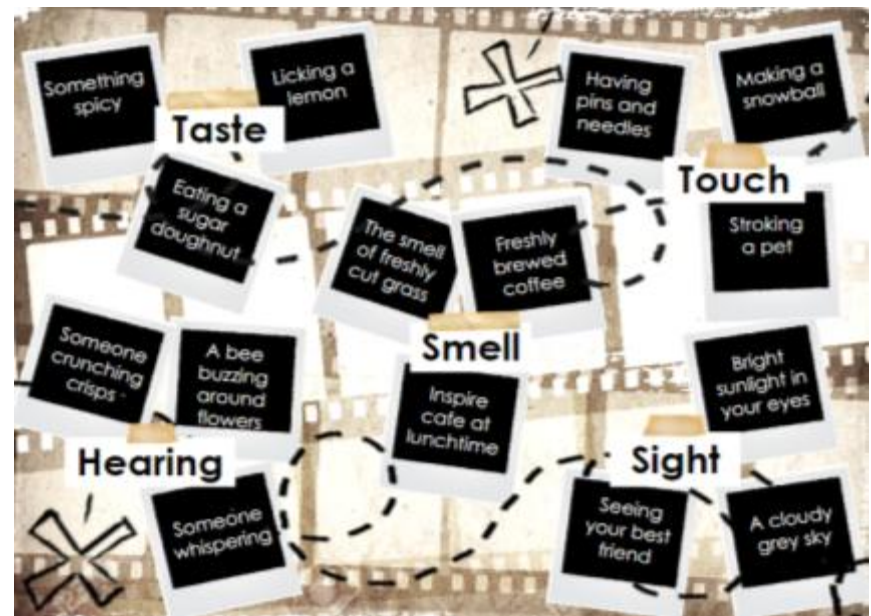 Something
spicy
Licking a
lemon
Taste
Eating a
sugar
doughnut
Having
pins and
needles
Making a
snowball
Touch
Stroking
a pet
The smell
of freshly
cut grass
Freshly
brewed
coffee
Smell
Inspire
cafe at
lunchtime
Someone
crunching
crisps
A bee
buzzing
around
flowers
Hearing
Someone
whispering
Bright
sunlight in
your eyes
Sight
Seeing
your best
friend
A cloudy
grey sky